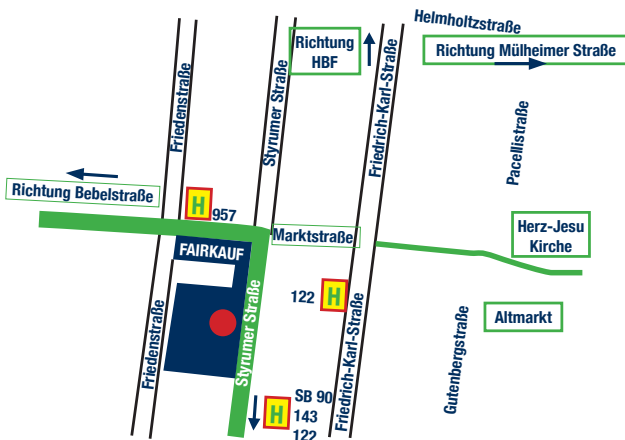 Helmholtzstraße
Richtung
HBF
Richtung Mülheimer Straße
Friedenstraße
Styrumer Straße
Friedrich-Karl-Straße
Pacellistraße
Richtung Bebelstraße
H
957
Marktstraße
Herz-Jesu
Kirche
FAIRKAUF
122
H
Altmarkt
Friedenstraße
Styrumer Straße
Friedrich-Karl-Straße
Gutenbergstraße
H
SB 90
143
122